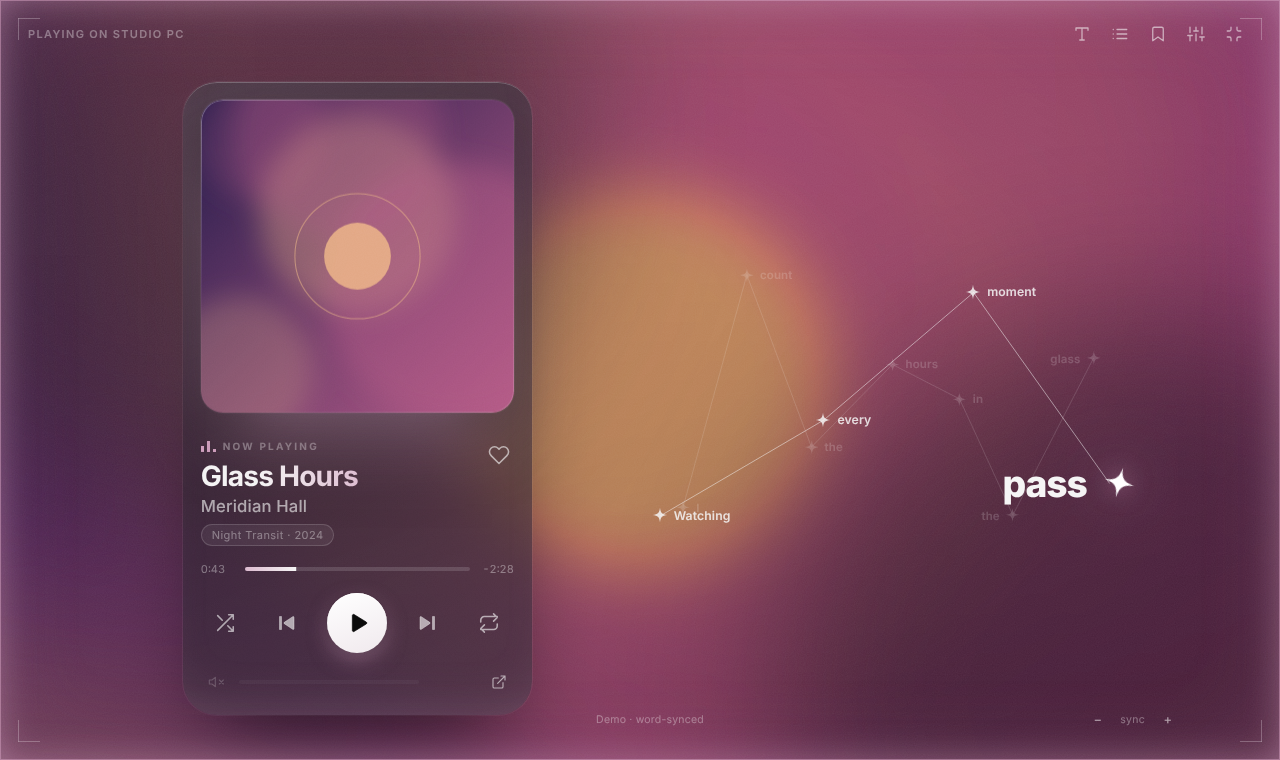 PLAYING ON STUDIO PC
NOW PLAYING
Glass Hours
Meridian Hall
Night Transit · 2024
0:43
-2:28
count
moment
hours
glass
in
every
the
pass
Watching
I
the
Demo · word-synced
− sync +